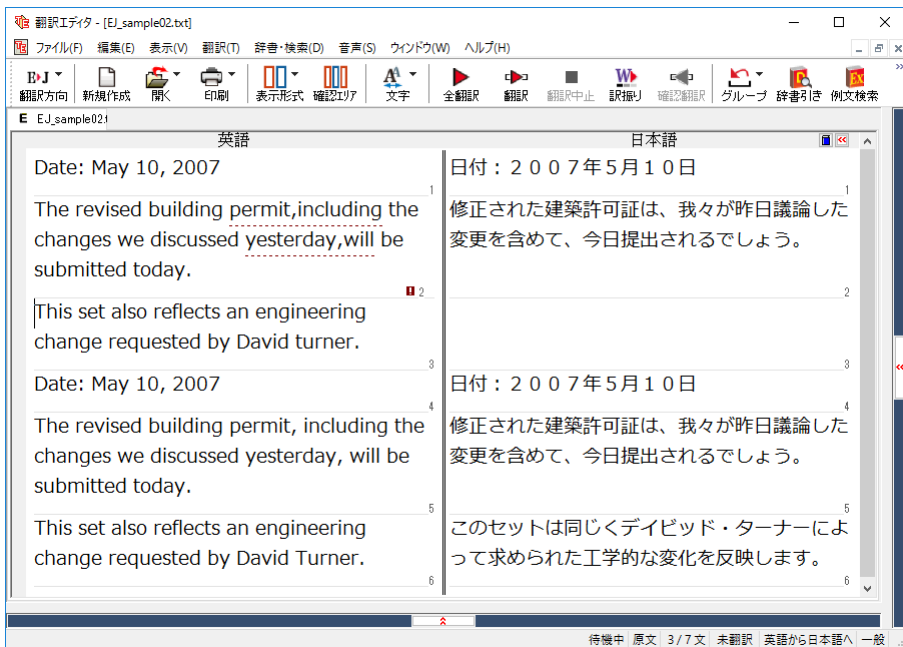 翻訳エディタ - [EJ_sample02.txt]
ファイル(F) 編集(E) 表示(V) 翻訳(T) 辞書・検索(D) 音声(S) ウィンドウ(W) ヘルプ(H)
翻訳方向 新規作成 開く 印刷 表示形式 確認エリア 文字 全翻訳 翻訳 翻訳中止 訳振り 確認翻訳 グループ 辞書引き 例文検索
E EJ_sample02.t
英語 日本語
Date: May 10, 2007
1
日付：２００７年５月１０日
1
The revised building permit,including the
changes we discussed yesterday,will be
submitted today.
2
修正された建築許可証は、我々が昨日議論した
変更を含めて、今日提出されるでしょう。
2
This set also reflects an engineering
change requested by David turner.
3
3
Date: May 10, 2007
4
日付：２００７年５月１０日
4
The revised building permit, including the
changes we discussed yesterday, will be
submitted today.
5
修正された建築許可証は、我々が昨日議論した
変更を含めて、今日提出されるでしょう。
5
This set also reflects an engineering
change requested by David Turner.
6
このセットは同じくデイビッド・ターナーによ
って求められた工学的な変化を反映します。
6
待機中 原文 3/7文 未翻訳 英語から日本語へ 一般